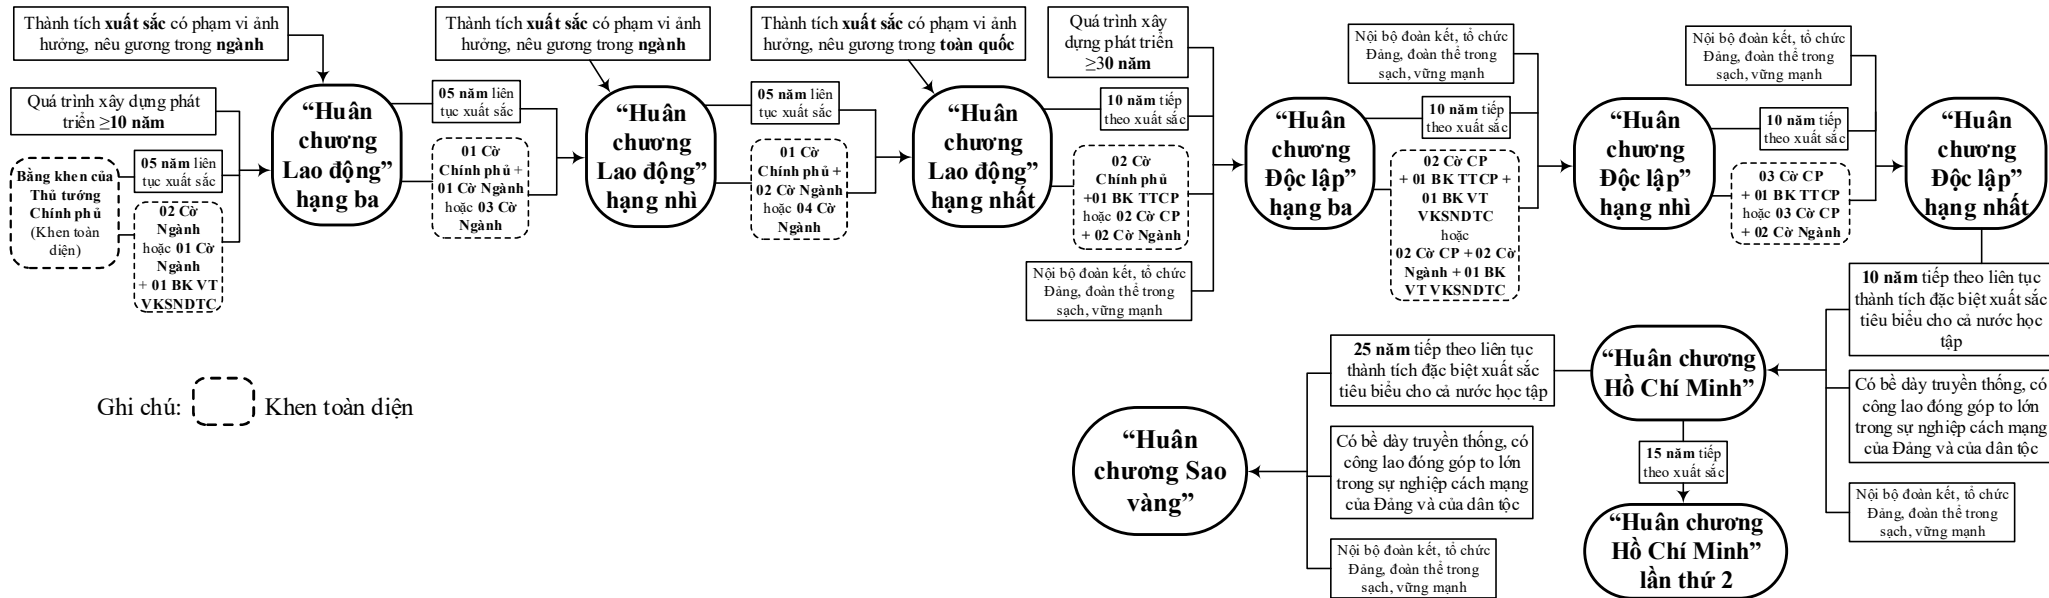 Thành tích xuất sắc có phạm vi ảnh
hưởng, nêu gương trong ngành
Quá trình xây dựng phát
triển ≥10 năm
Bằng khen của
Thủ tướng
Chính phủ
(Khen toàn
diện)
05 năm liên
tục xuất sắc
02 Cờ
Ngành
hoặc 01 Cờ
Ngành
+ 01 BK VT
VKSNDTC
“Huân
chương
Lao động”
hạng ba
Thành tích xuất sắc có phạm vi ảnh
hưởng, nêu gương trong ngành
05 năm liên
tục xuất sắc
01 Cờ
Chính phủ +
01 Cờ Ngành
hoặc 03 Cờ
Ngành
“Huân
chương
Lao động”
hạng nhì
Thành tích xuất sắc có phạm vi ảnh
hưởng, nêu gương trong toàn quốc
05 năm liên
tục xuất sắc
01 Cờ
Chính phủ +
02 Cờ Ngành
hoặc 04 Cờ
Ngành
“Huân
chương
Lao động”
hạng nhất
Quá trình xây
dựng phát triển
≥30 năm
10 năm tiếp
theo xuất sắc
02 Cờ
Chính phủ
+01 BK TTCP
hoặc 02 Cờ CP
+ 02 Cờ Ngành
Nội bộ đoàn kết, tổ chức
Đảng, đoàn thể trong
sạch, vững mạnh
“Huân
chương
Độc lập”
hạng ba
Nội bộ đoàn kết, tổ chức
Đảng, đoàn thể trong
sạch, vững mạnh
10 năm tiếp
theo xuất sắc
02 Cờ CP
+ 01 BK TTCP +
01 BK VT
VKSNDTC
hoặc
02 Cờ CP + 02 Cờ
Ngành + 01 BK
VT VKSNDTC
“Huân
chương
Độc lập”
hạng nhì
Nội bộ đoàn kết, tổ chức
Đảng, đoàn thể trong
sạch, vững mạnh
10 năm tiếp
theo xuất sắc
03 Cờ CP
+ 01 BK TTCP
hoặc 03 Cờ CP
+ 02 Cờ Ngành
“Huân
chương
Độc lập”
hạng nhất
10 năm tiếp theo liên tục
thành tích đặc biệt xuất sắc
tiêu biểu cho cả nước học
tập
Có bề dày truyền thống, có
công lao đóng góp to lớn
trong sự nghiệp cách mạng
của Đảng và của dân tộc
Nội bộ đoàn kết, tổ chức
Đảng, đoàn thể trong
sạch, vững mạnh
“Huân chương
Hồ Chí Minh”
15 năm tiếp
theo xuất sắc
“Huân chương
Hồ Chí Minh”
lần thứ 2
25 năm tiếp theo liên tục
thành tích đặc biệt xuất sắc
tiêu biểu cho cả nước học tập
Có bề dày truyền thống, có
công lao đóng góp to lớn
trong sự nghiệp cách mạng
của Đảng và của dân tộc
Nội bộ đoàn kết, tổ chức
Đảng, đoàn thể trong
sạch, vững mạnh
“Huân
chương Sao
vàng”
Ghi chú: Khen toàn diện